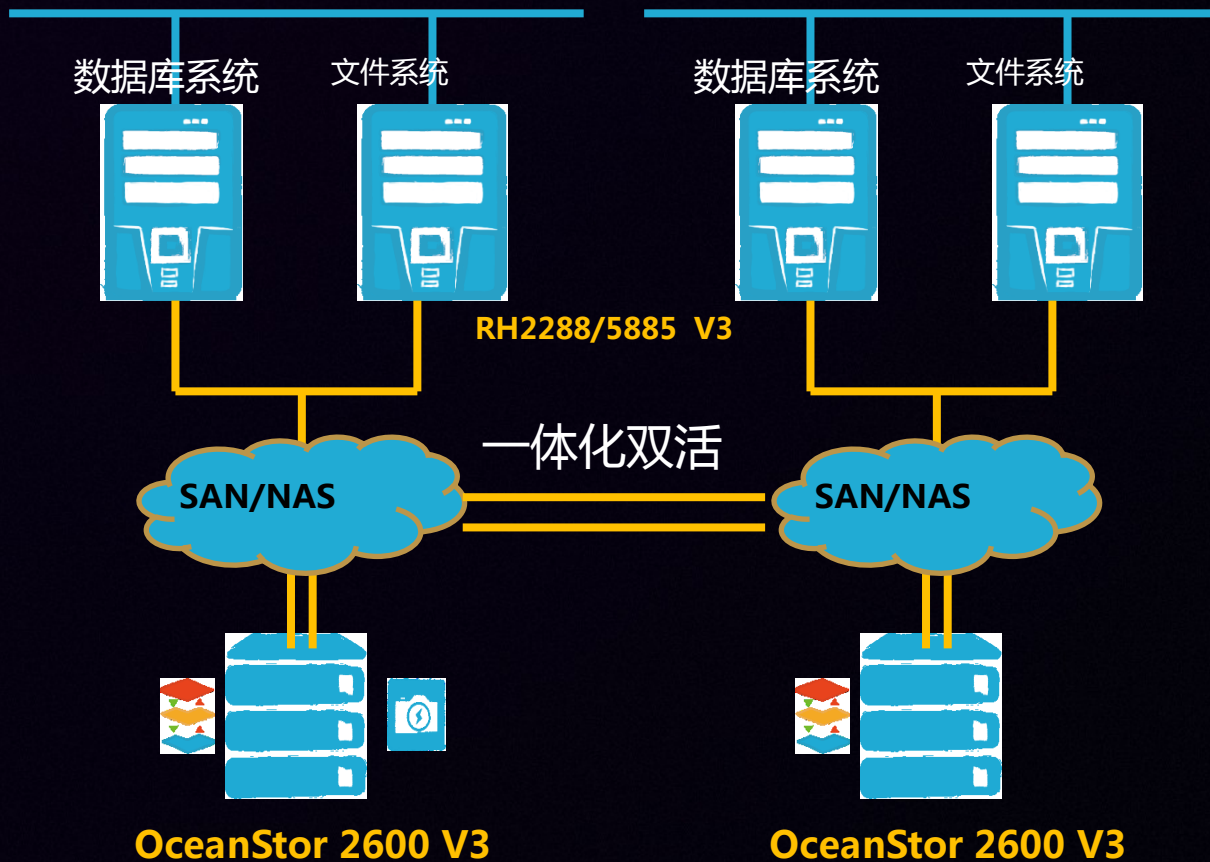 数据库系统 文件系统 数据库系统 文件系统
RH2288/5885 V3
一体化双活
SAN/NAS SAN/NAS
OceanStor 2600 V3 OceanStor 2600 V3